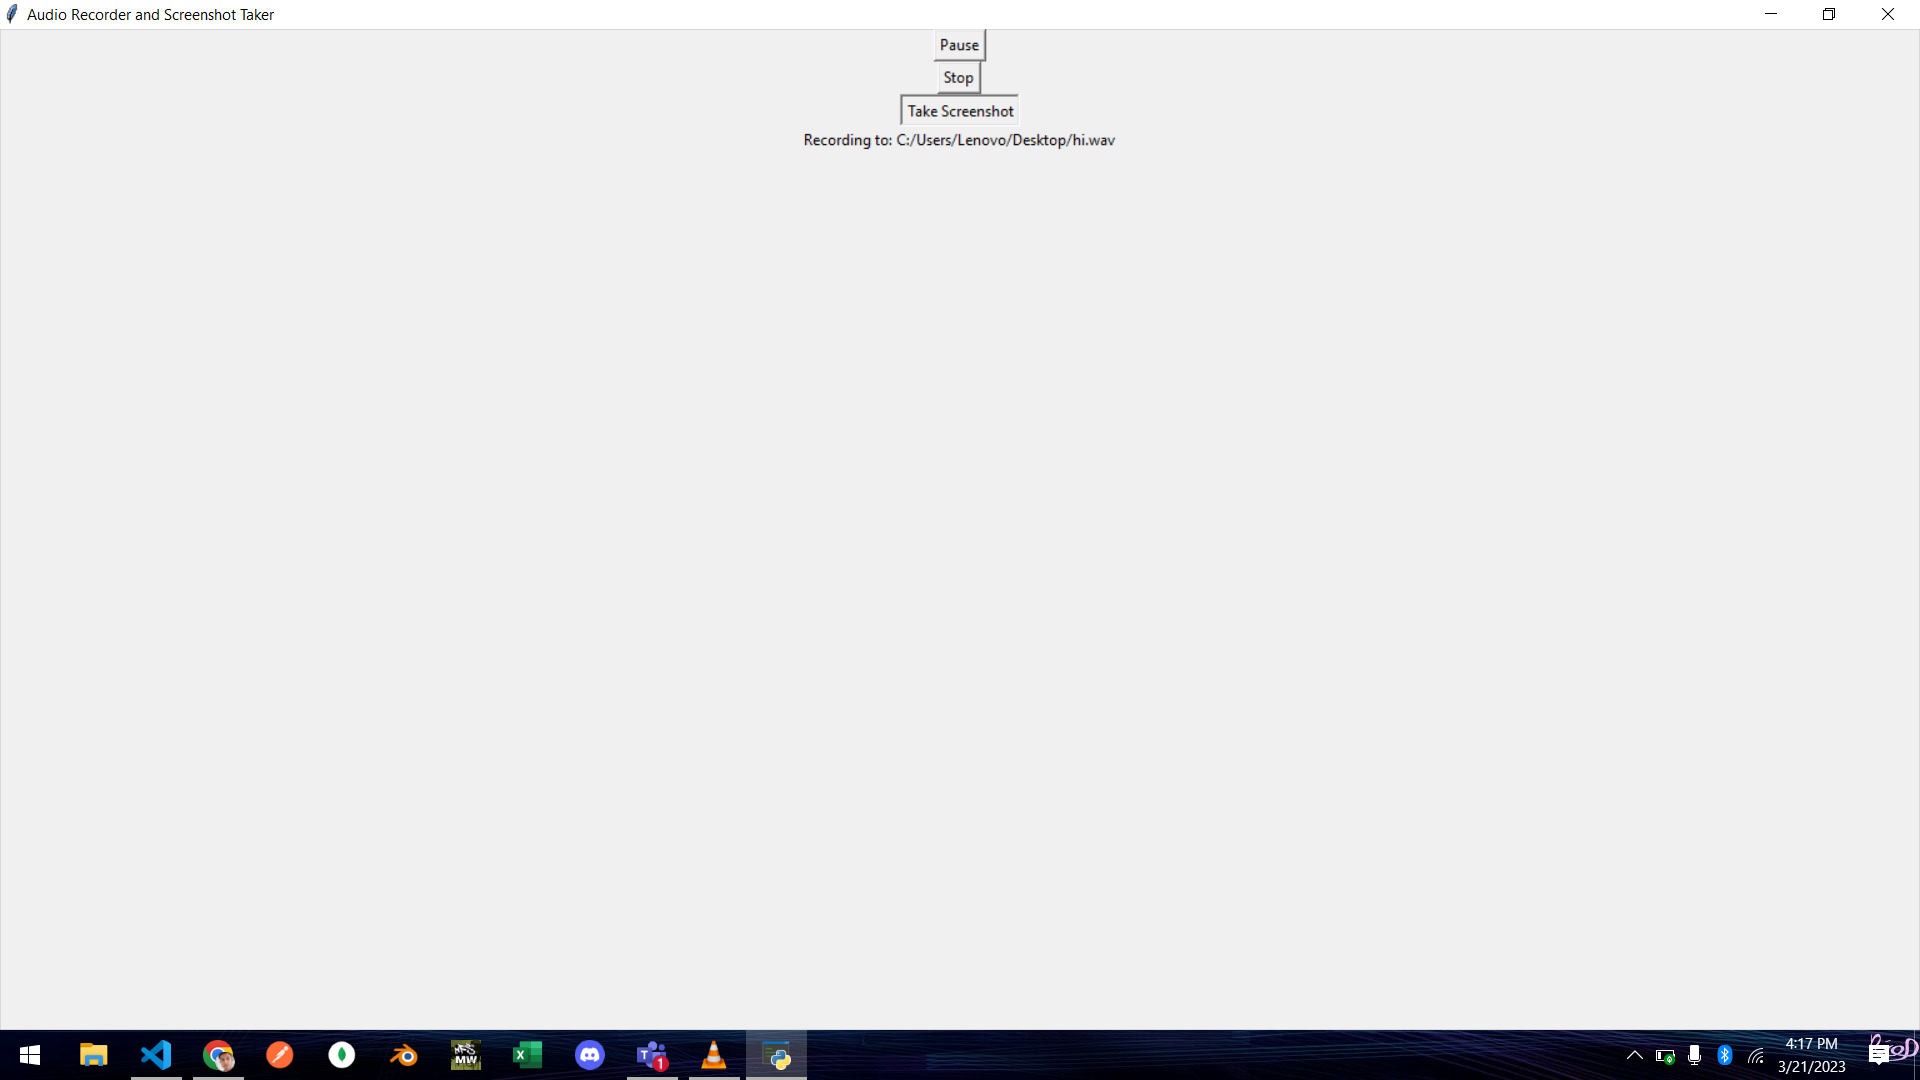 Audio Recorder and Screenshot Taker
Pause
Stop
Take Screenshot
Recording to: C:/Users/Lenovo/Desktop/hi.wav
MW
X
T
1
4:17 PM
3/21/2023